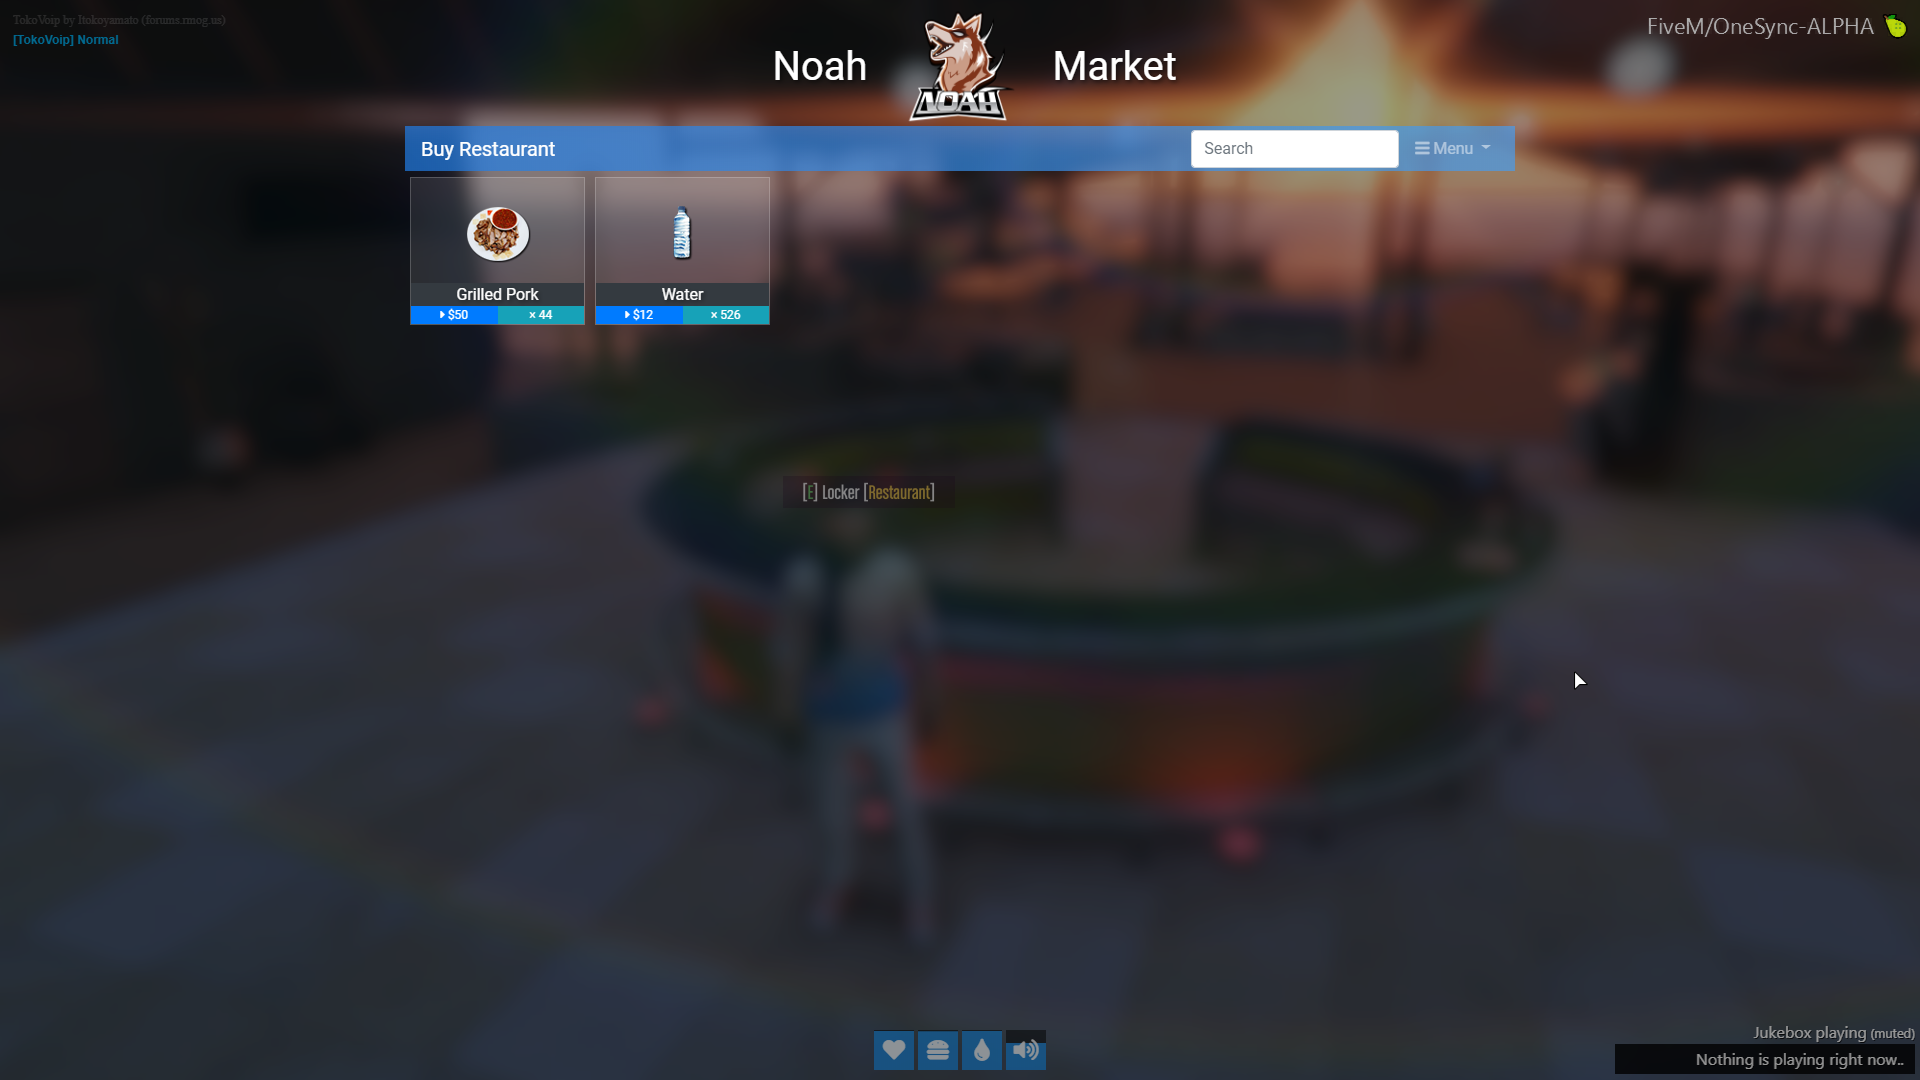 TokoVoip by Itokoyamato (forums.rmog.us)
[TokoVoip] Normal
FiveM/OneSync-ALPHA
Noah
NOAH
Market
Buy Restaurant
Search
Menu
Grilled Pork
$50
× 44
Water
$12
× 526
[E] Locker [Restaurant]
Jukebox playing (muted)
Nothing is playing right now..